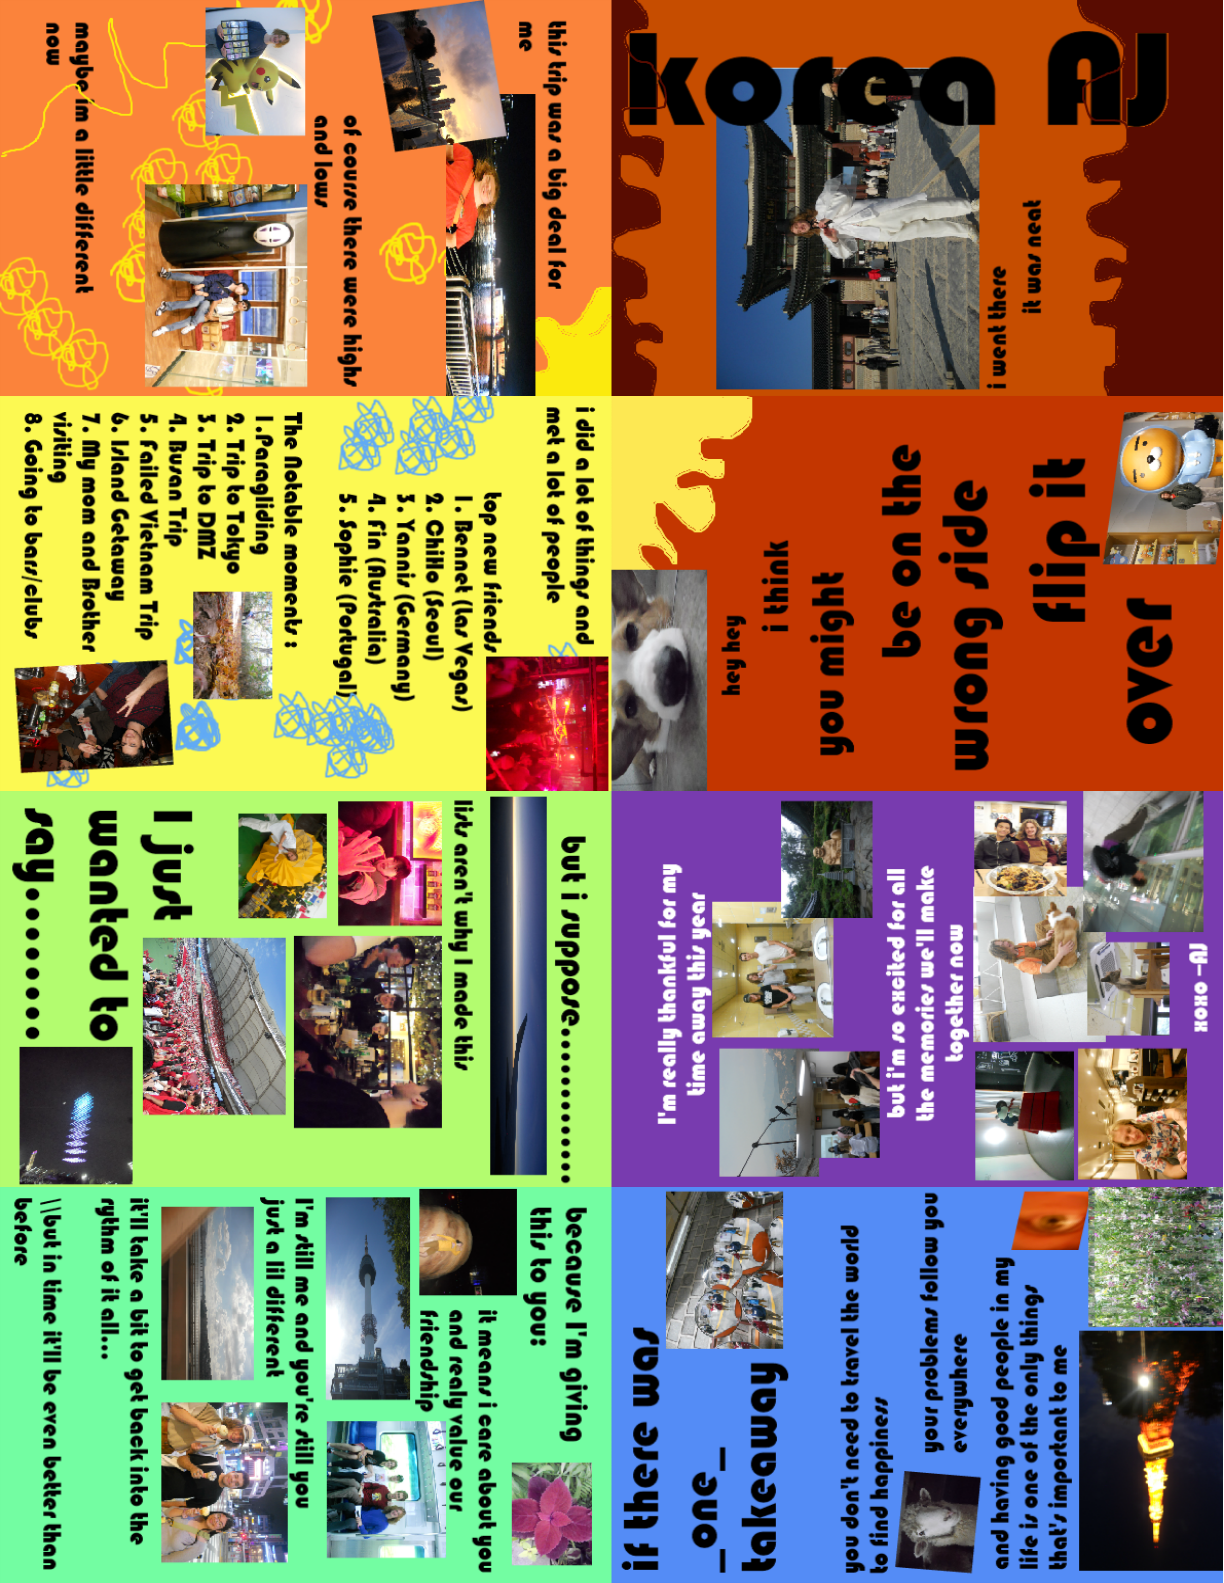 korea AJ
i went there
it was neat
this trip was a big deal for
me
of course there were highs
and lows
maybe im a little different
now
i did a lot of things and
met a lot of people
top new friends
1. Bennet (Las Vegas)
2. ChiHo (Seoul)
3. Yannis (Germany)
4. Fin (Australia)
5. Sophie (Portugal)
The Notable moments :
1.Paragliding
2. Trip to Tokyo
3. Trip to DMZ
4. Busan Trip
5. Failed Vietnam Trip
6. Island Getaway
7. My mom and Brother
visiting
8. Going to bars/clubs
but i suppose............
lists aren't why I made this
I just
wanted to
say........
because I'm giving
this to you:
it means i care about you
and realy value our
friendship
I'm still me and you're still you
just a lil different
it'll take a bit to get back into the
rythm of it all...
\\but in time it'll be even better than
before
if there was
_one_
takeaway
you don't need to travel the world
to find happiness
your problems follow you
everywhere
and having good people in my
life is one of the only things
that's important to me
I'm really thankful for my
time away this year
but i'm so excited for all
the memories we'll make
together now
xoxo -AJ
hey hey
i think
you might
be on the
wrong side
flip it
over